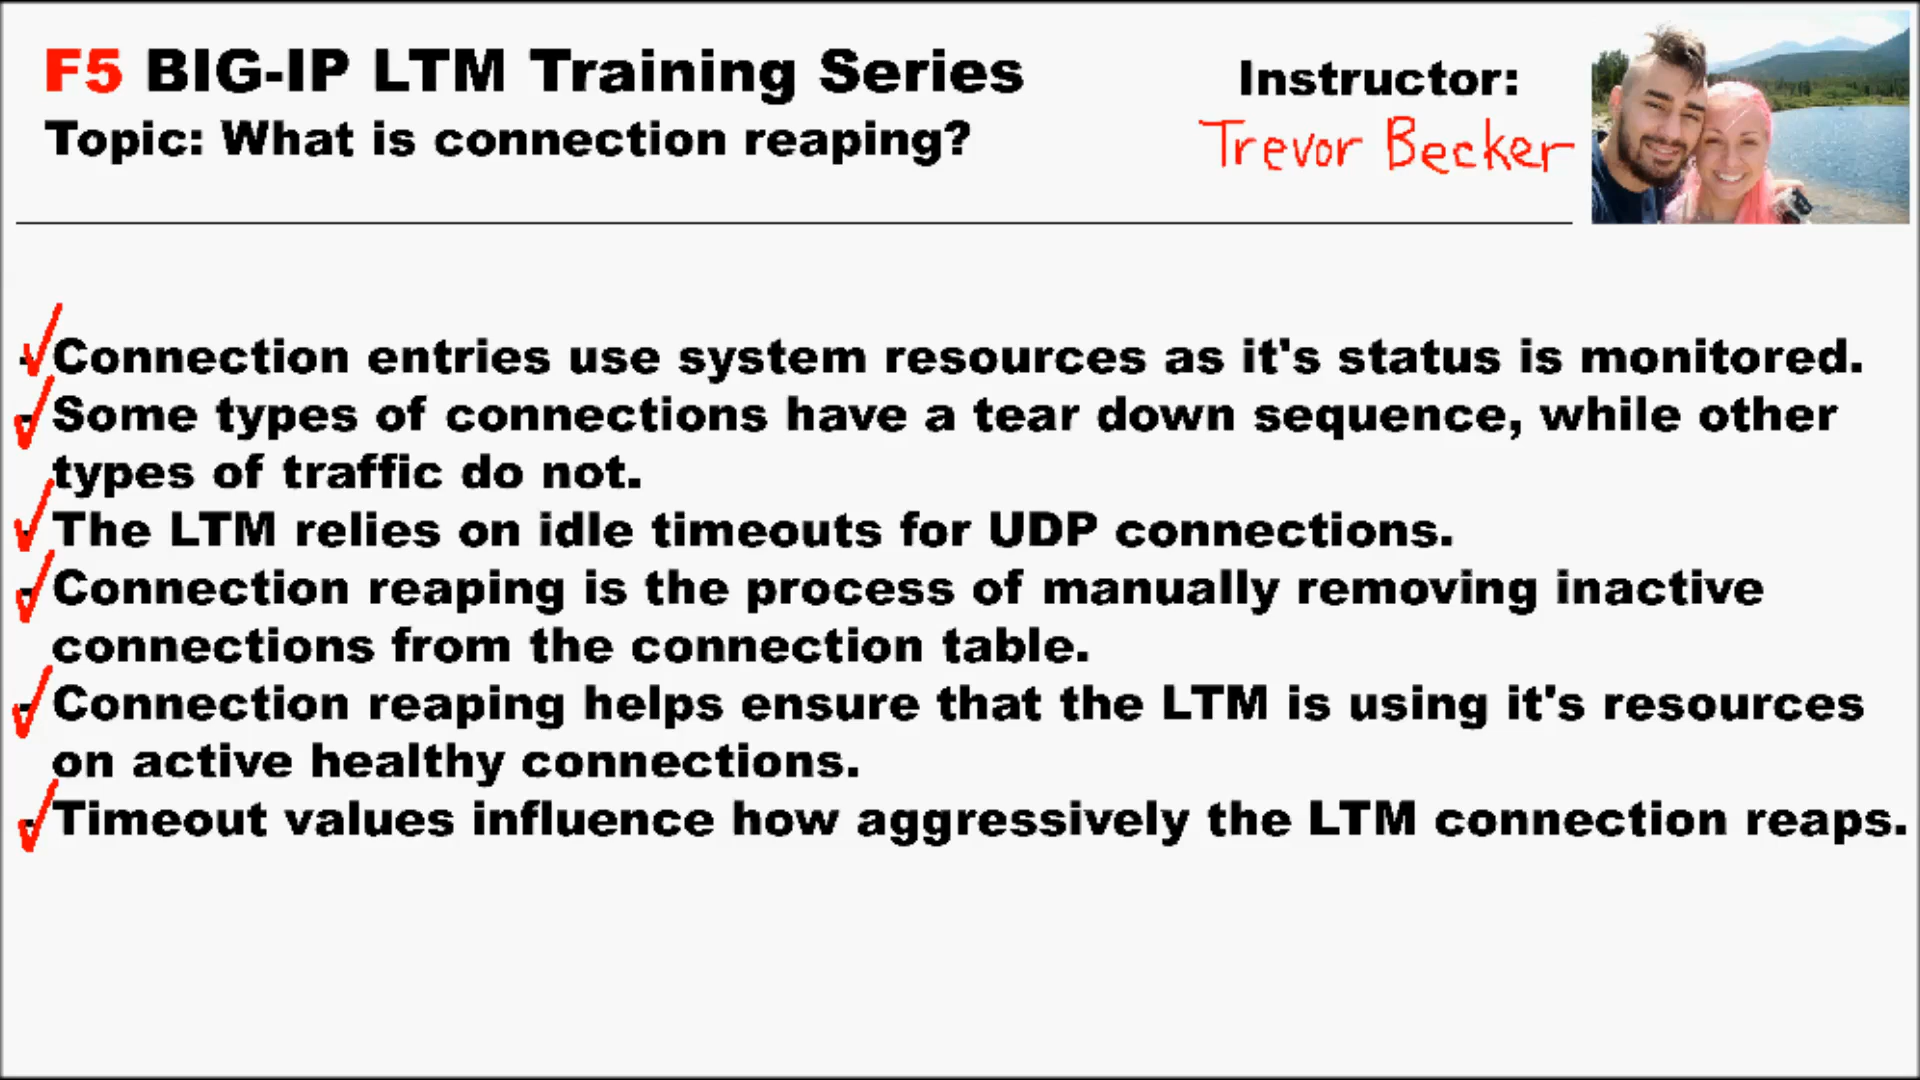 F5 BIG-IP LTM Training Series
Topic: What is connection reaping?
Instructor:
Trevor Becker
- Connection entries use system resources as it's status is monitored.
- Some types of connections have a tear down sequence, while other
types of traffic do not.
- The LTM relies on idle timeouts for UDP connections.
- Connection reaping is the process of manually removing inactive
connections from the connection table.
- Connection reaping helps ensure that the LTM is using it's resources
on active healthy connections.
- Timeout values influence how aggressively the LTM connection reaps.